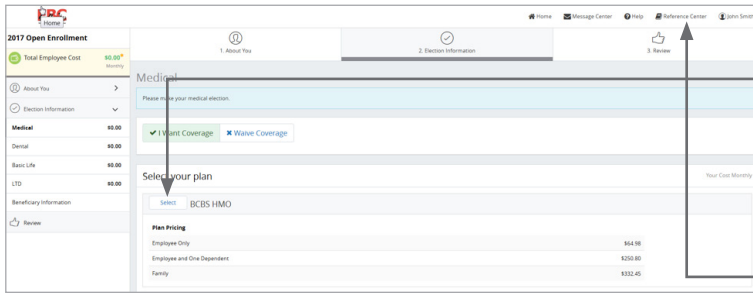 PRC
Home
Home Message Center Help Reference Center John Smith
2017 Open Enrollment
Total Employee Cost $0.00*
Monthly
About You
Election Information
Medical $0.00
Dental $0.00
Basic Life $0.00
LTD $0.00
Beneficiary Information
Review
1. About You
2. Election Information
3. Review
Medical
Please make your medical election.
I Want Coverage Waive Coverage
Select your plan Your Cost Monthly
Select BCBS HMO
Plan Pricing
Employee Only $64.98
Employee and One Dependent $250.80
Family $332.45